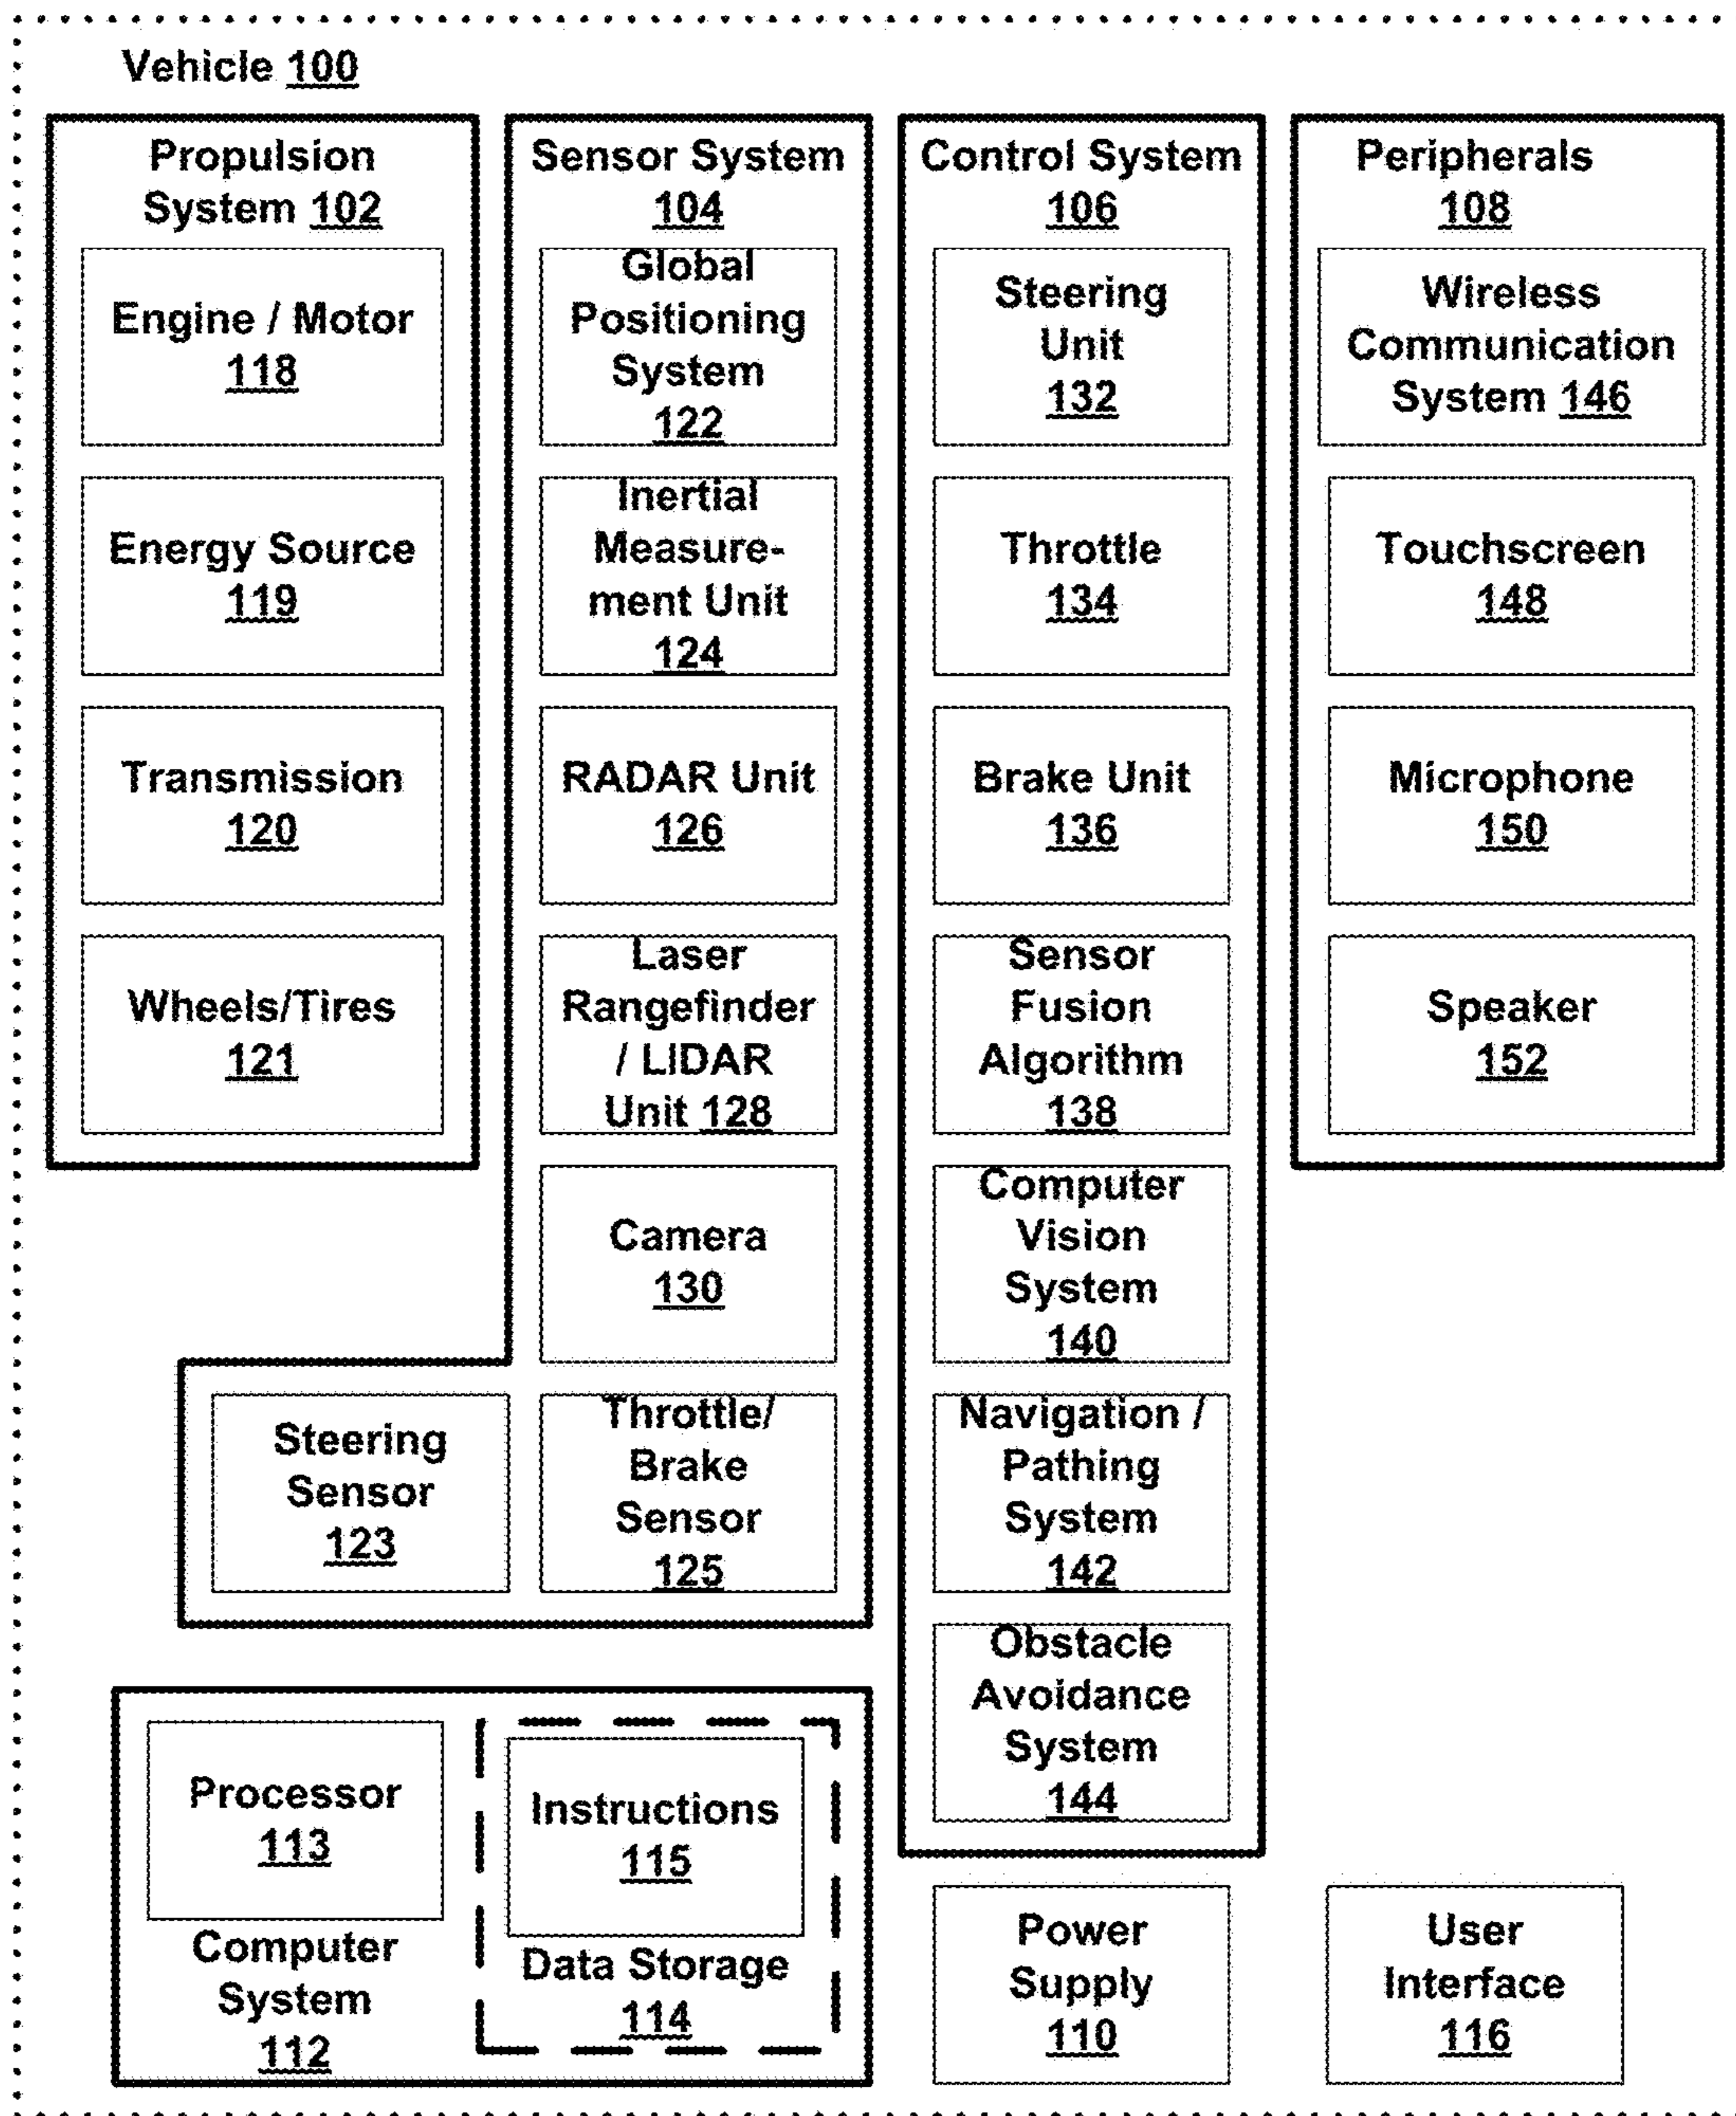 Vehicle 100
Propulsion
System 102
Engine / Motor
118
Energy Source
119
Transmission
120
Wheels/Tires
121
Sensor System
104
Global
Positioning
System
122
Inertial
Measure-
ment Unit
124
RADAR Unit
126
Laser
Rangefinder
/ LIDAR
Unit 128
Camera
130
Steering
Sensor
123
Throttle/
Brake
Sensor
125
Control System
106
Steering
Unit
132
Throttle
134
Brake Unit
136
Sensor
Fusion
Algorithm
138
Computer
Vision
System
140
Navigation /
Pathing
System
142
Obstacle
Avoidance
System
144
Peripherals
108
Wireless
Communication
System 146
Touchscreen
148
Microphone
150
Speaker
152
Processor
113
Computer
System
112
Instructions
115
Data Storage
114
Power
Supply
110
User
Interface
116